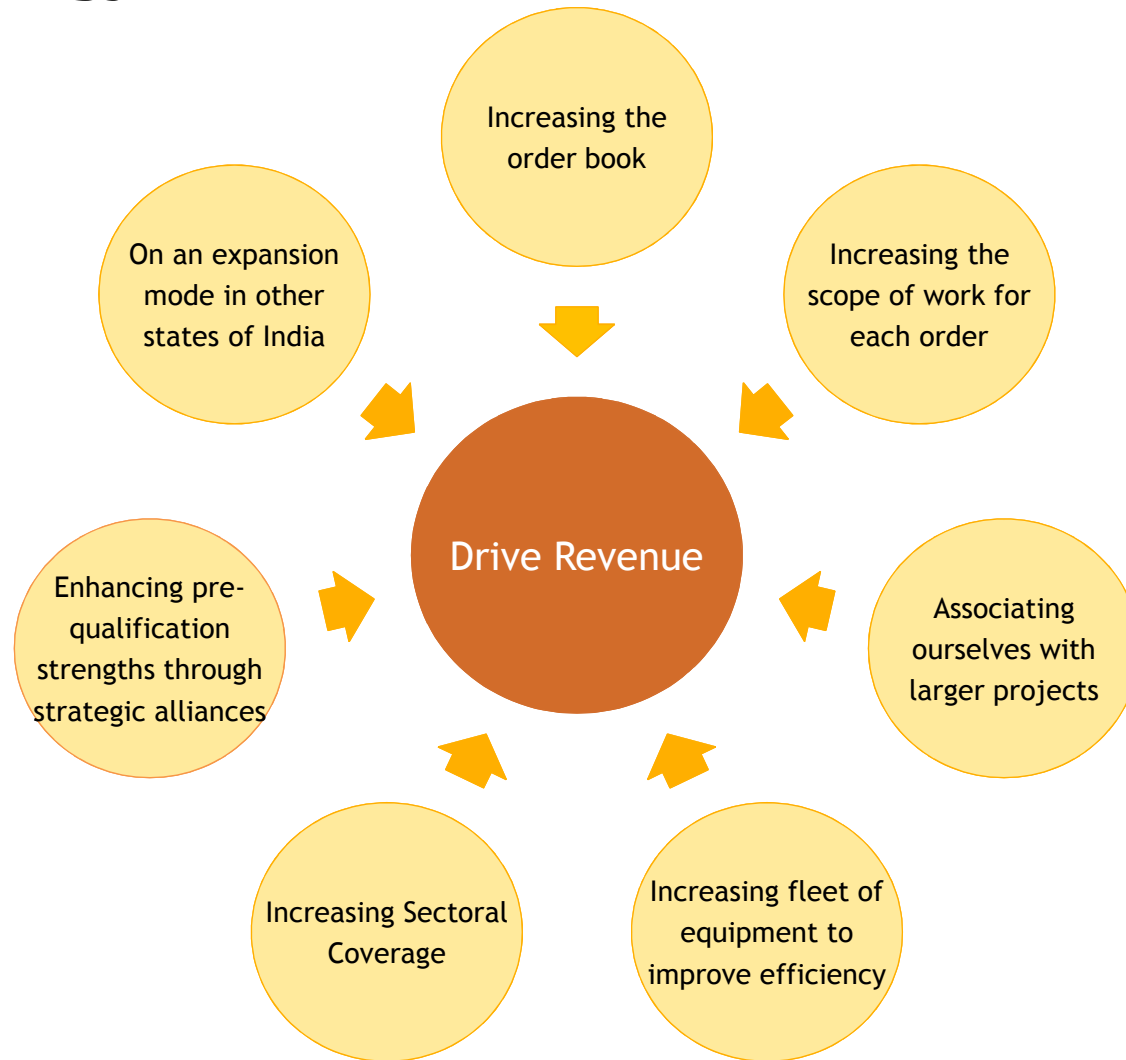 Increasing the
order book
Increasing the
scope of work for
each order
Associating
ourselves with
larger projects
Increasing fleet of
equipment to
improve efficiency
Increasing Sectoral
Coverage
Enhancing pre-
qualification
strengths through
strategic alliances
On an expansion
mode in other
states of India
Drive Revenue